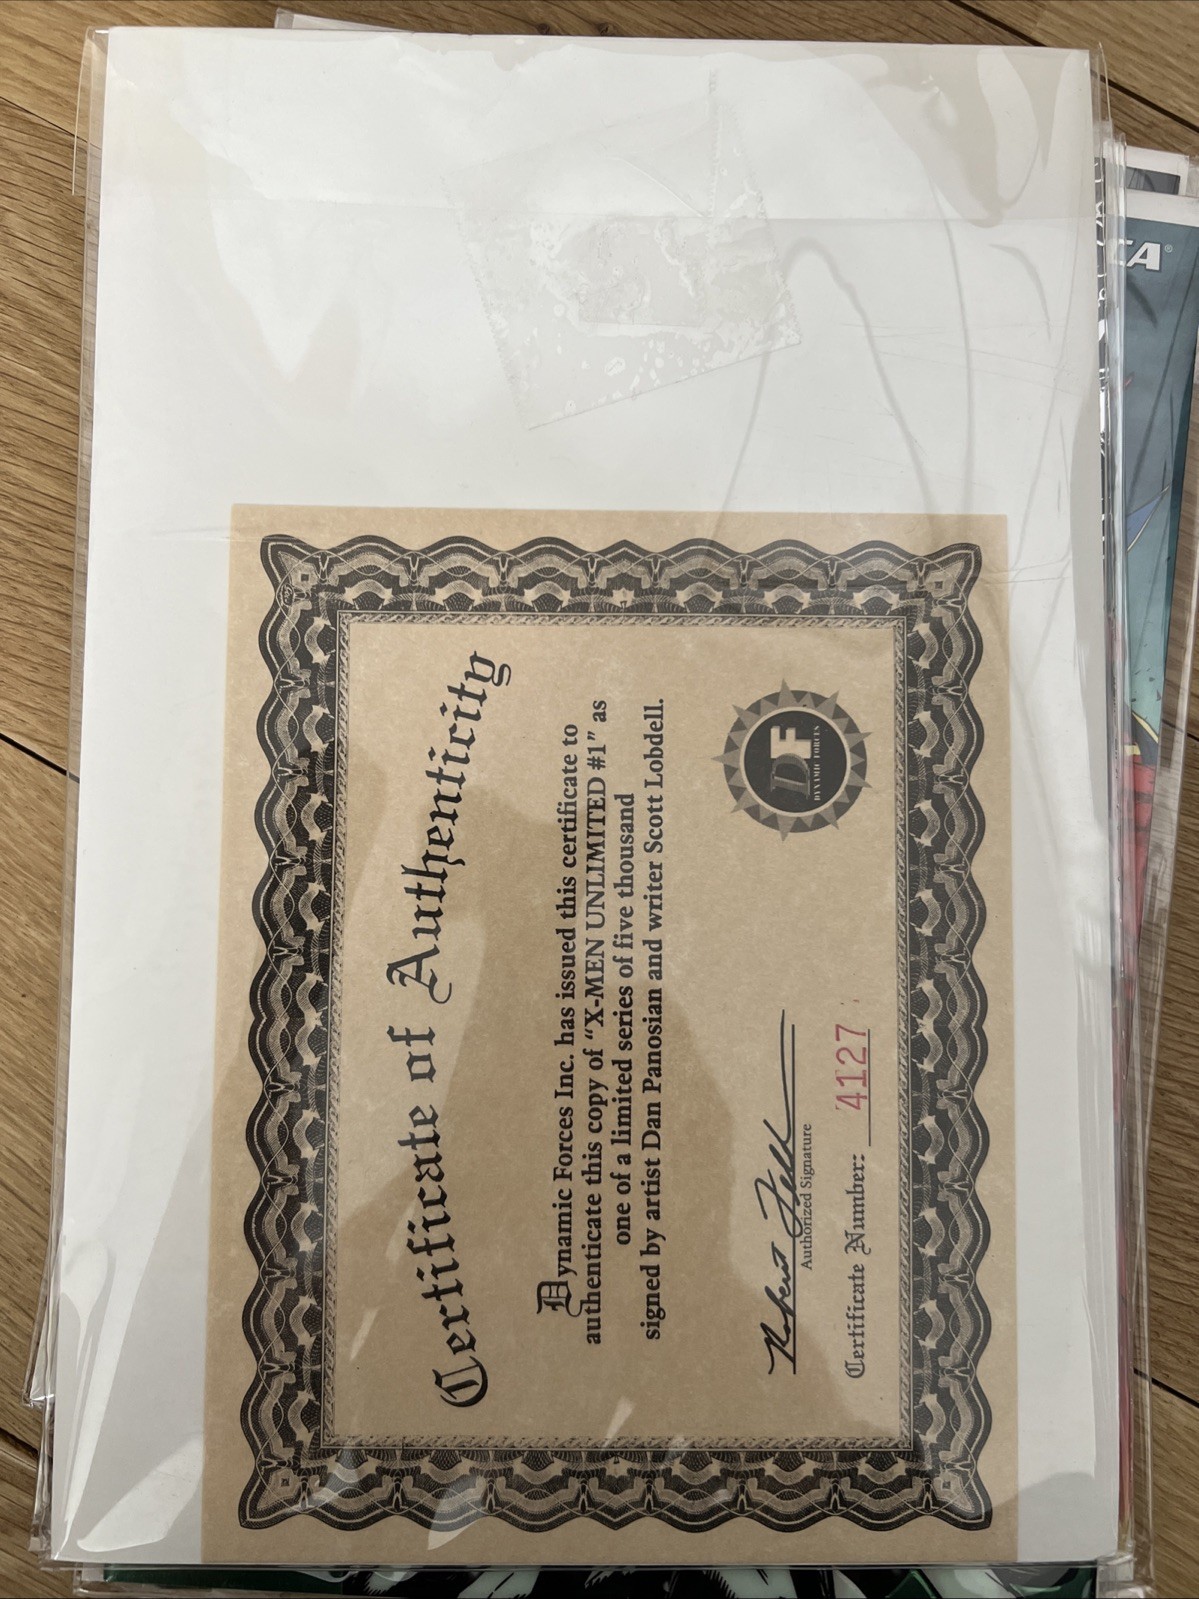 Certificate of Authenticity
Dynamic Forces Inc. has issued this certificate to
authenticate this copy of "X-MEN UNLIMITED #1" as
one of a limited series of five thousand
signed by artist Dan Panosian and writer Scott Lobdell.
Authorized Signature
Certificate Number: 4127
DF
DYNAMIC FORCES